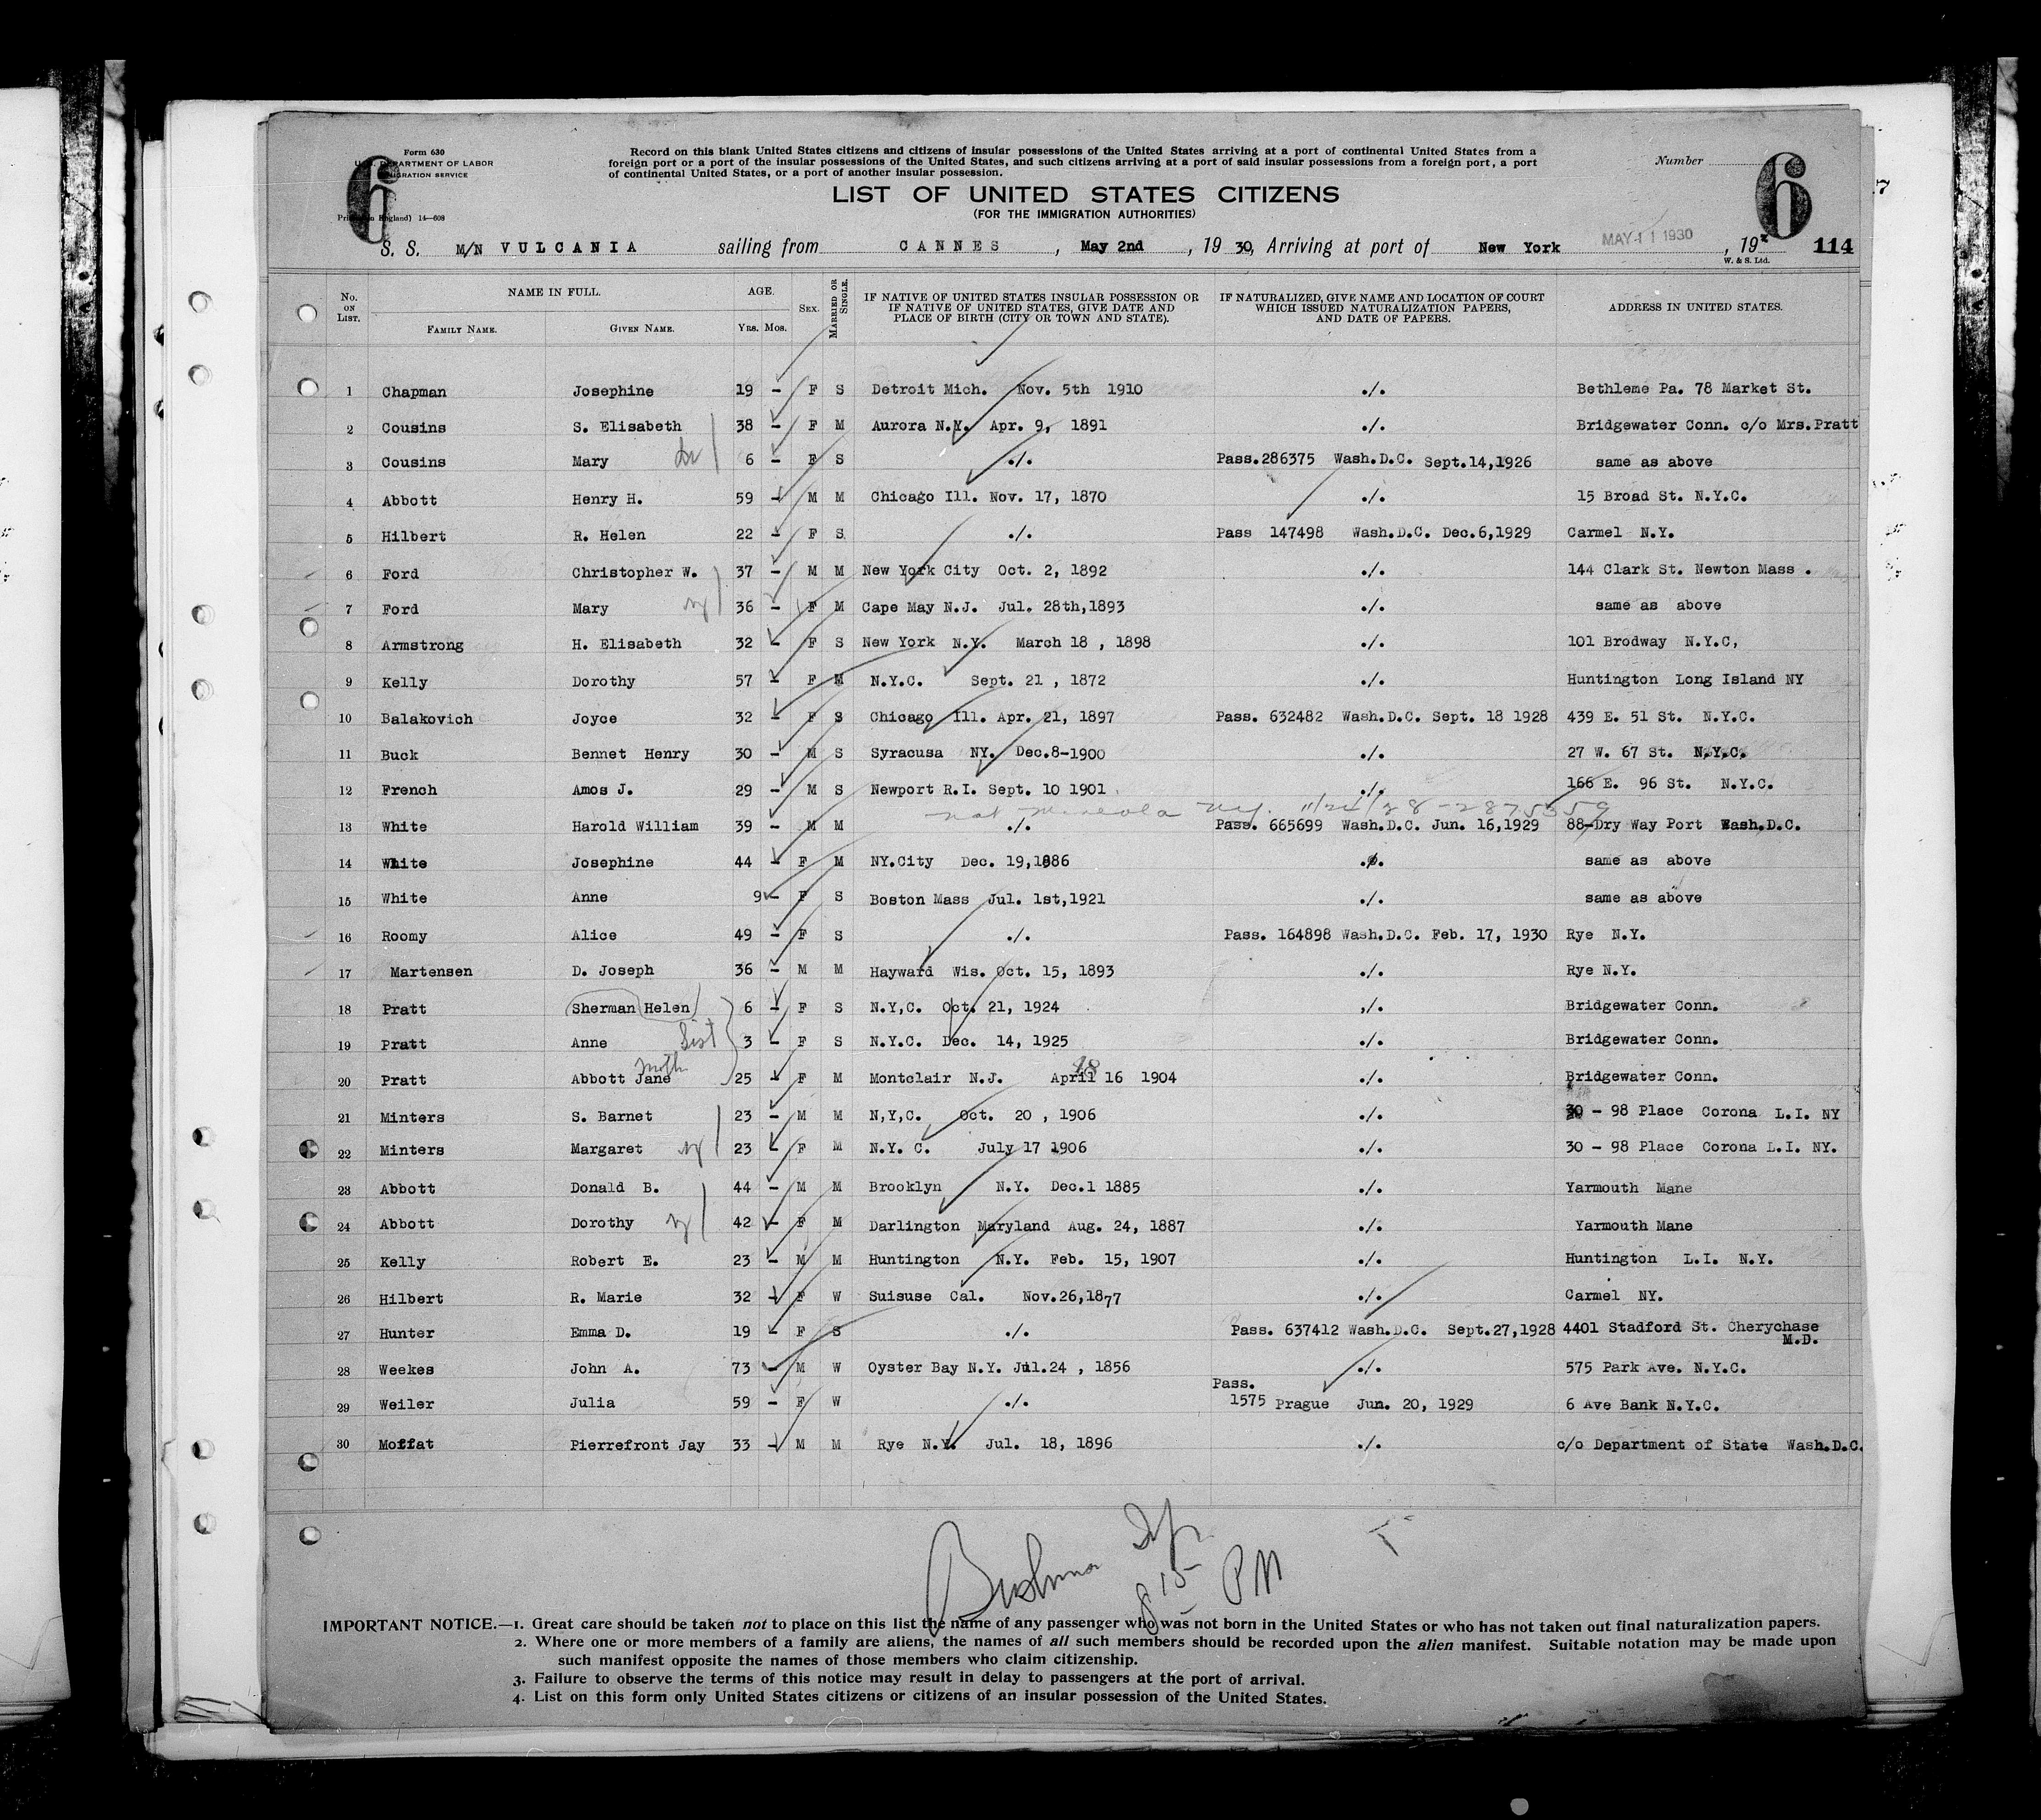 Form 630
U. S. DEPARTMENT OF LABOR
IMMIGRATION SERVICE
(Printed in England) 14—608
6
Record on this blank United States citizens and citizens of insular possessions of the United States arriving at a port of continental United States from a
foreign port or a port of the insular possessions of the United States, and such citizens arriving at a port of said insular possessions from a foreign port, a port
of continental United States, or a port of another insular possession.
Number
6
LIST OF UNITED STATES CITIZENS
(FOR THE IMMIGRATION AUTHORITIES)
S. S. M/N VULCANIA sailing from CANNES, May 2nd, 19 30, Arriving at port of New York MAY 11 1930, 19 114
W. & S. Ltd.
No. ON LIST. NAME IN FULL. FAMILY NAME. GIVEN NAME. AGE. Yrs. Mos. SEX. MARRIED OR SINGLE. IF NATIVE OF UNITED STATES INSULAR POSSESSION OR IF NATIVE OF UNITED STATES, GIVE DATE AND PLACE OF BIRTH (CITY OR TOWN AND STATE). IF NATURALIZED, GIVE NAME AND LOCATION OF COURT WHICH ISSUED NATURALIZATION PAPERS, AND DATE OF PAPERS. ADDRESS IN UNITED STATES.
1 Chapman Josephine 19 - F S Detroit Mich. Nov. 5th 1910 ./. Bethleme Pa. 78 Market St.
2 Cousins S. Elisabeth 38 - F M Aurora N.Y. Apr. 9, 1891 ./. Bridgewater Conn. c/o Mrs.Pratt
3 Cousins Mary 6 - F S ./. Pass.286375 Wash.D.C. Sept.14,1926 same as above
4 Abbott Henry H. 59 - M M Chicago Ill. Nov. 17, 1870 ./. 15 Broad St. N.Y.C.
5 Hilbert R. Helen 22 - F S ./. Pass 147498 Wash.D.C. Dec.6,1929 Carmel N.Y.
6 Ford Christopher W. 37 - M M New York City Oct. 2, 1892 ./. 144 Clark St. Newton Mass .
7 Ford Mary 36 - F M Cape May N.J. Jul. 28th,1893 ./. same as above
8 Armstrong H. Elisabeth 32 - F S New York N.Y. March 18 , 1898 ./. 101 Brodway N.Y.C,
9 Kelly Dorothy 57 - F M N.Y.C. Sept. 21 , 1872 ./. Huntington Long Island NY
10 Balakovich Joyce 32 - F S Chicago Ill. Apr. 21, 1897 Pass. 632482 Wash.D.C. Sept. 18 1928 439 E. 51 St. N.Y.C.
11 Buck Bennet Henry 30 - M S Syracusa NY. Dec.8-1900 ./. 27 W. 67 St. N.Y.C.
12 French Amos J. 29 - M S Newport R.I. Sept. 10 1901 ./. 166 E. 96 St. N.Y.C.
nat Mineola N.Y. 11/24/28-2875359
13 White Harold William 39 - M M ./. Pass. 665699 Wash.D.C. Jun. 16,1929 88-Dry Way Port Wash.D.C.
14 White Josephine 44 - F M NY.City Dec. 19,1886 ./. same as above
15 White Anne 9 - F S Boston Mass Jul. 1st,1921 ./. same as above
16 Roomy Alice 49 - F S ./. Pass. 164898 Wash.D.C. Feb. 17, 1930 Rye N.Y.
17 Martensen D. Joseph 36 - M M Hayward Wis. Oct. 15, 1893 ./. Rye N.Y.
18 Pratt Sherman Helen 6 - F S N.Y,C. Oct. 21, 1924 ,/. Bridgewater Conn.
19 Pratt Anne Sist 3 - F S N.Y.C. Dec. 14, 1925 ./. Bridgewater Conn.
20 Pratt Abbott Jane Moth 25 - F M Montclair N.J. April 16 1904 ./. Bridgewater Conn.
21 Minters S. Barnet 23 - M M N,Y,C. Oct. 20 , 1906 ./. 30 - 98 Place Corona L.I. NY
22 Minters Margaret 23 - F M N.Y. C. July 17 1906 ./. 30 - 98 Place Corona L.I. NY.
23 Abbott Donald B. 44 - M M Brooklyn N.Y. Dec.1 1885 ./. Yarmouth Mane
24 Abbott Dorothy 42 - F M Darlington Maryland Aug. 24, 1887 ./. Yarmouth Mane
25 Kelly Robert E. 23 - M M Huntington N.Y. Feb. 15, 1907 ./. Huntington L.I. N.Y.
26 Hilbert R. Marie 32 - F W Suisuse Cal. Nov.26,1877 ./. Carmel NY.
27 Hunter Emma D. 19 - F S ./. Pass. 637412 Wash.D.C. Sept.27,1928 4401 Stadford St. Cherychase M.D.
28 Weekes John A. 73 - M W Oyster Bay N.Y. Jul.24 , 1856 ./. 575 Park Ave. N.Y.C.
29 Weiler Julia 59 - F W ./. Pass. 1575 Prague Jun. 20, 1929 6 Ave Bank N.Y.C.
30 Moffat Pierrefront Jay 33 - M M Rye N.Y. Jul. 18, 1896 ./. c/o Department of State Wash.D.C.
8 15 PM
IMPORTANT NOTICE.—1. Great care should be taken not to place on this list the name of any passenger who was not born in the United States or who has not taken out final naturalization papers.
2. Where one or more members of a family are aliens, the names of all such members should be recorded upon the alien manifest. Suitable notation may be made upon
such manifest opposite the names of those members who claim citizenship.
3. Failure to observe the terms of this notice may result in delay to passengers at the port of arrival.
4. List on this form only United States citizens or citizens of an insular possession of the United States.